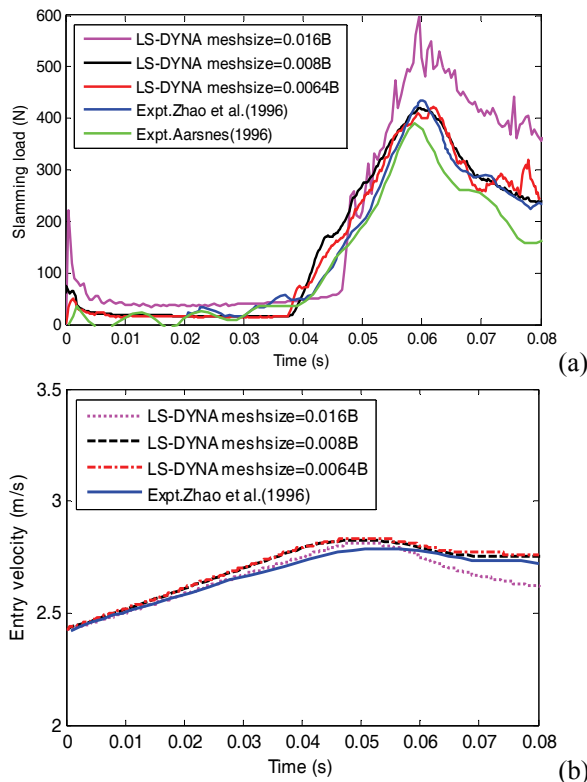 600
500
400
300
200
100
0
Slamming load (N)
LS-DYNA meshsize=0.016B
LS-DYNA meshsize=0.008B
LS-DYNA meshsize=0.0064B
Expt.Zhao et al.(1996)
Expt.Aarsnes(1996)
0 0.01 0.02 0.03 0.04 0.05 0.06 0.07 0.08
Time (s)
(a)
3.5
3
2.5
2
Entry velocity (m/s)
LS-DYNA meshsize=0.016B
LS-DYNA meshsize=0.008B
LS-DYNA meshsize=0.0064B
Expt.Zhao et al.(1996)
0 0.01 0.02 0.03 0.04 0.05 0.06 0.07 0.08
Time (s)
(b)